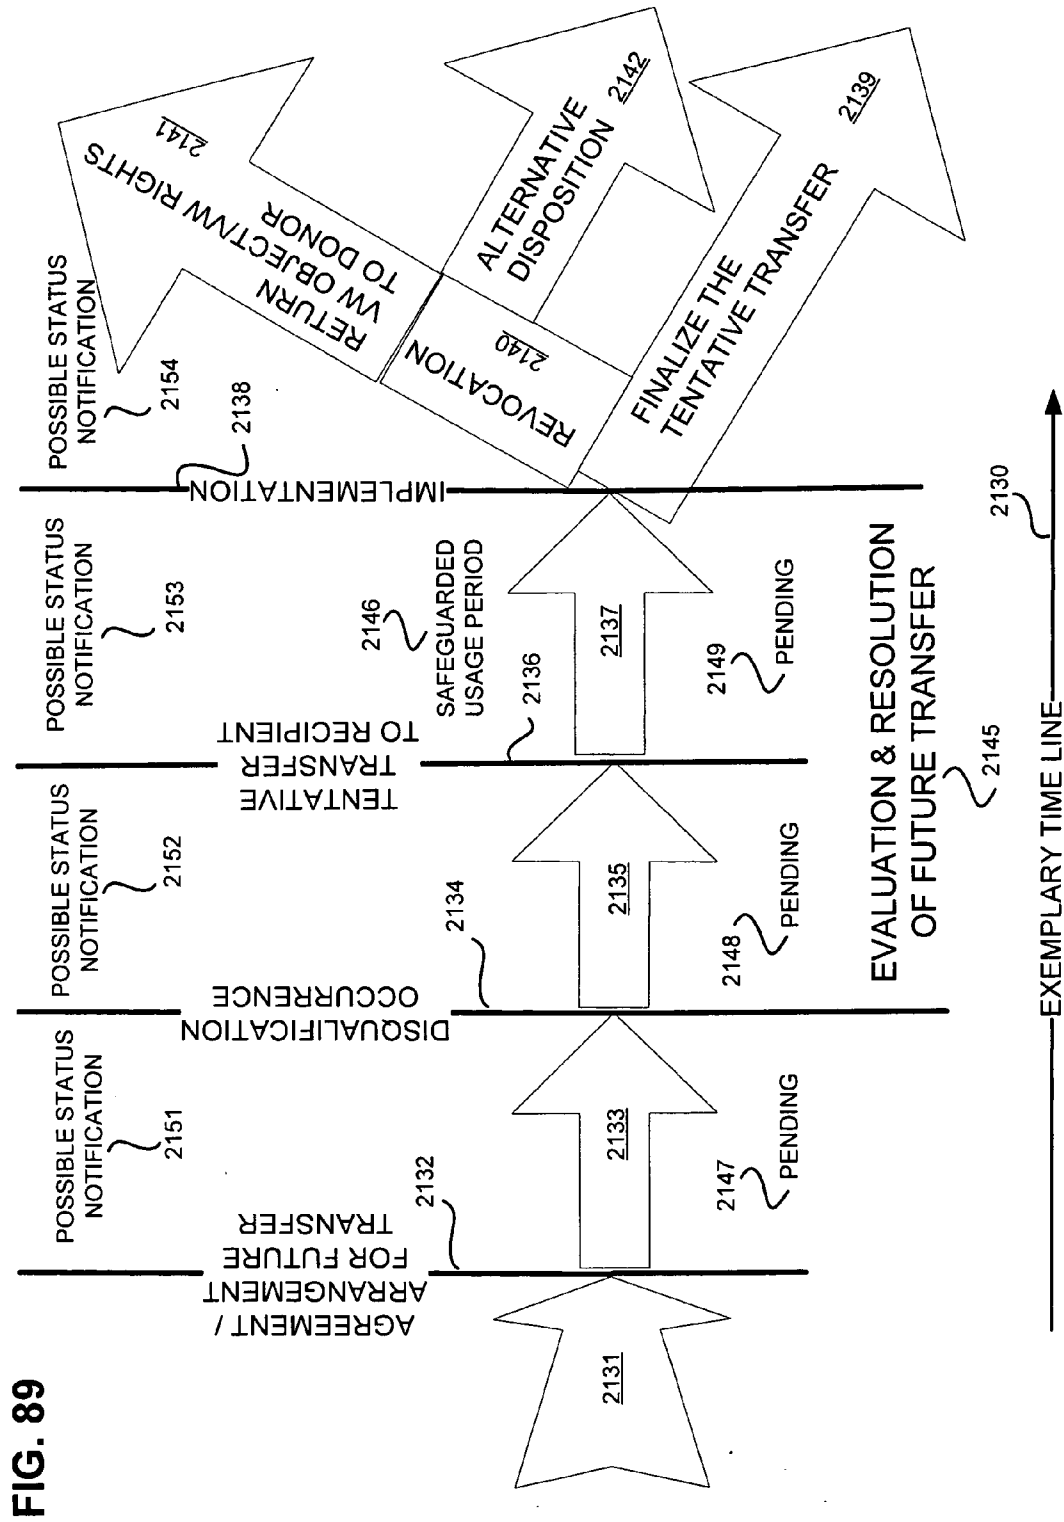 FIG. 89
POSSIBLE STATUS
NOTIFICATION
2151
POSSIBLE STATUS
NOTIFICATION
2152
POSSIBLE STATUS
NOTIFICATION
2153
POSSIBLE STATUS
NOTIFICATION
2154
AGREEMENT /
ARRANGEMENT
FOR FUTURE
TRANSFER
2132
DISQUALIFICATION
OCCURRENCE
2134
TENTATIVE
TRANSFER
TO RECIPIENT
2136
2146
SAFEGUARDED
USAGE PERIOD
IMPLEMENTATION
2138
2131
2133
2135
2137
REVOCATION
2140
RETURN
VW OBJECT/VW RIGHTS
TO DONOR
2141
ALTERNATIVE
DISPOSITION
2142
FINALIZE THE
TENTATIVE TRANSFER
2139
2147
PENDING
2148
PENDING
2149
PENDING
EVALUATION & RESOLUTION
OF FUTURE TRANSFER
2145
EXEMPLARY TIME LINE
2130